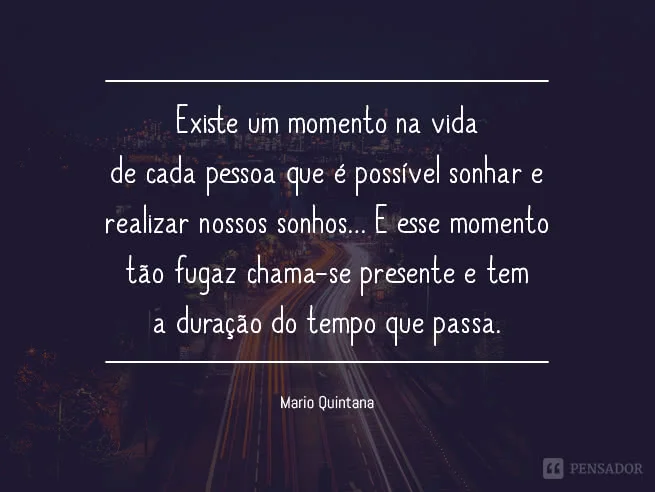 Existe um momento na vida
de cada pessoa que é possível sonhar e
realizar nossos sonhos... E esse momento
tão fugaz chama-se presente e tem
a duração do tempo que passa.
Mario Quintana
PENSADOR